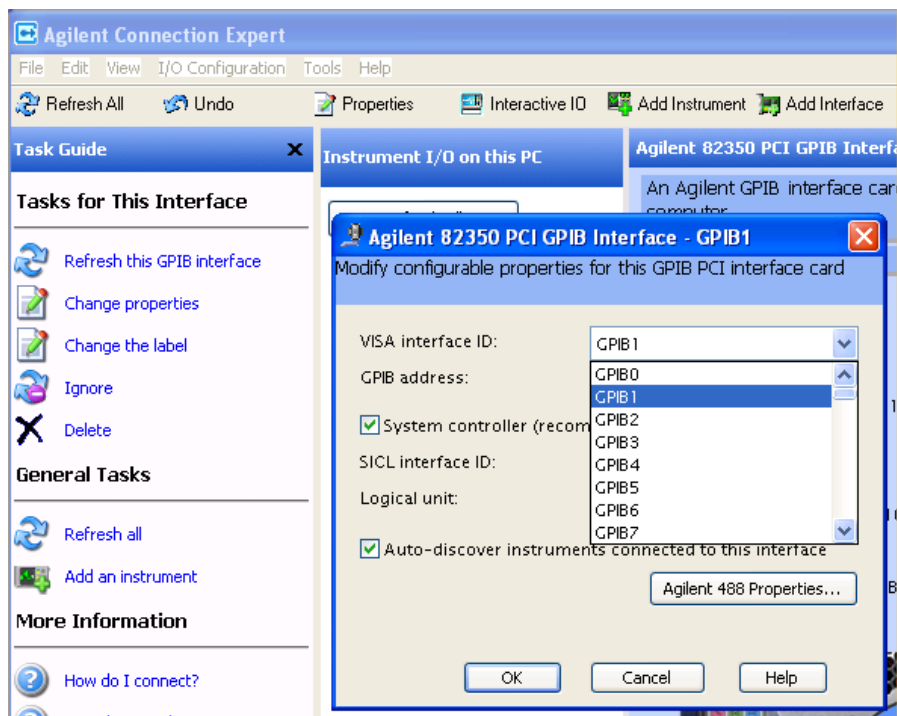 Agilent Connection Expert
File Edit View I/O Configuration Tools Help
Refresh All Undo Properties Interactive IO Add Instrument Add Interface
Task Guide
Tasks for This Interface
Refresh this GPIB interface
Change properties
Change the label
Ignore
Delete
General Tasks
Refresh all
Add an instrument
More Information
How do I connect?
Instrument I/O on this PC
Agilent 82350 PCI GPIB
An Agilent GPIB interface
computer
Agilent 82350 PCI GPIB Interface - GPIB1
Modify configurable properties for this GPIB PCI interface card
VISA interface ID: GPIB1
GPIB address:
System controller
SICL interface ID:
Logical unit:
GPIB0
GPIB1
GPIB2
GPIB3
GPIB4
GPIB5
GPIB6
GPIB7
Auto-discover instruments connected to this interface
Agilent 488 Properties...
OK Cancel Help